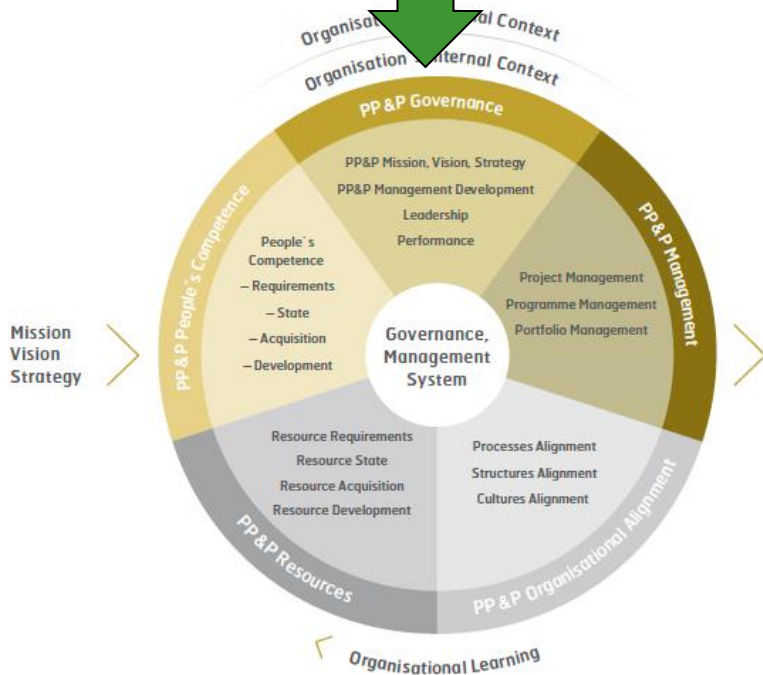 Organisation al Context
Organisation Internal Context
PP&P Governance
PP&P Mission, Vision, Strategy
PP&P Management Development
Leadership
Performance
PP&P People´s Competence
People´s
Competence
– Requirements
– State
– Acquisition
– Development
PP&P Management
Project Management
Programme Management
Portfolio Management
Mission
Vision
Strategy
Governance,
Management
System
Resource Requirements
Resource State
Resource Acquisition
Resource Development
PP&P Resources
Processes Alignment
Structures Alignment
Cultures Alignment
PP&P Organisational Alignment
Organisational Learning